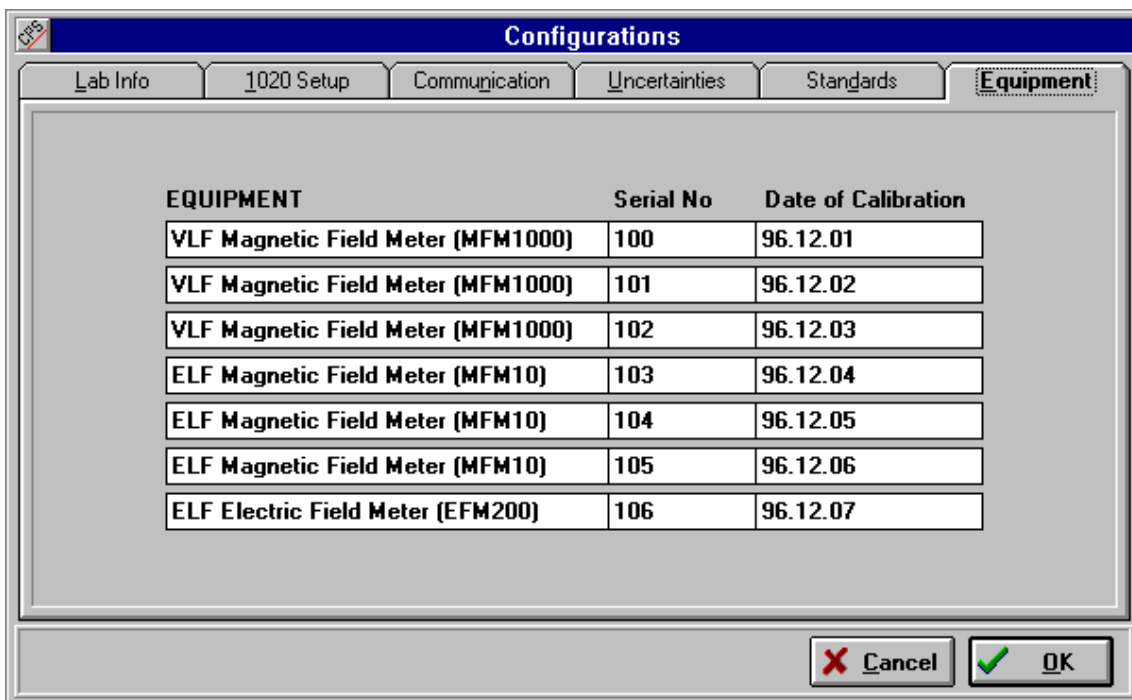 CPS
Configurations
Lab Info 1020 Setup Communication Uncertainties Standards Equipment
EQUIPMENT Serial No Date of Calibration
VLF Magnetic Field Meter (MFM1000) 100 96.12.01
VLF Magnetic Field Meter (MFM1000) 101 96.12.02
VLF Magnetic Field Meter (MFM1000) 102 96.12.03
ELF Magnetic Field Meter (MFM10) 103 96.12.04
ELF Magnetic Field Meter (MFM10) 104 96.12.05
ELF Magnetic Field Meter (MFM10) 105 96.12.06
ELF Electric Field Meter (EFM200) 106 96.12.07
Cancel OK